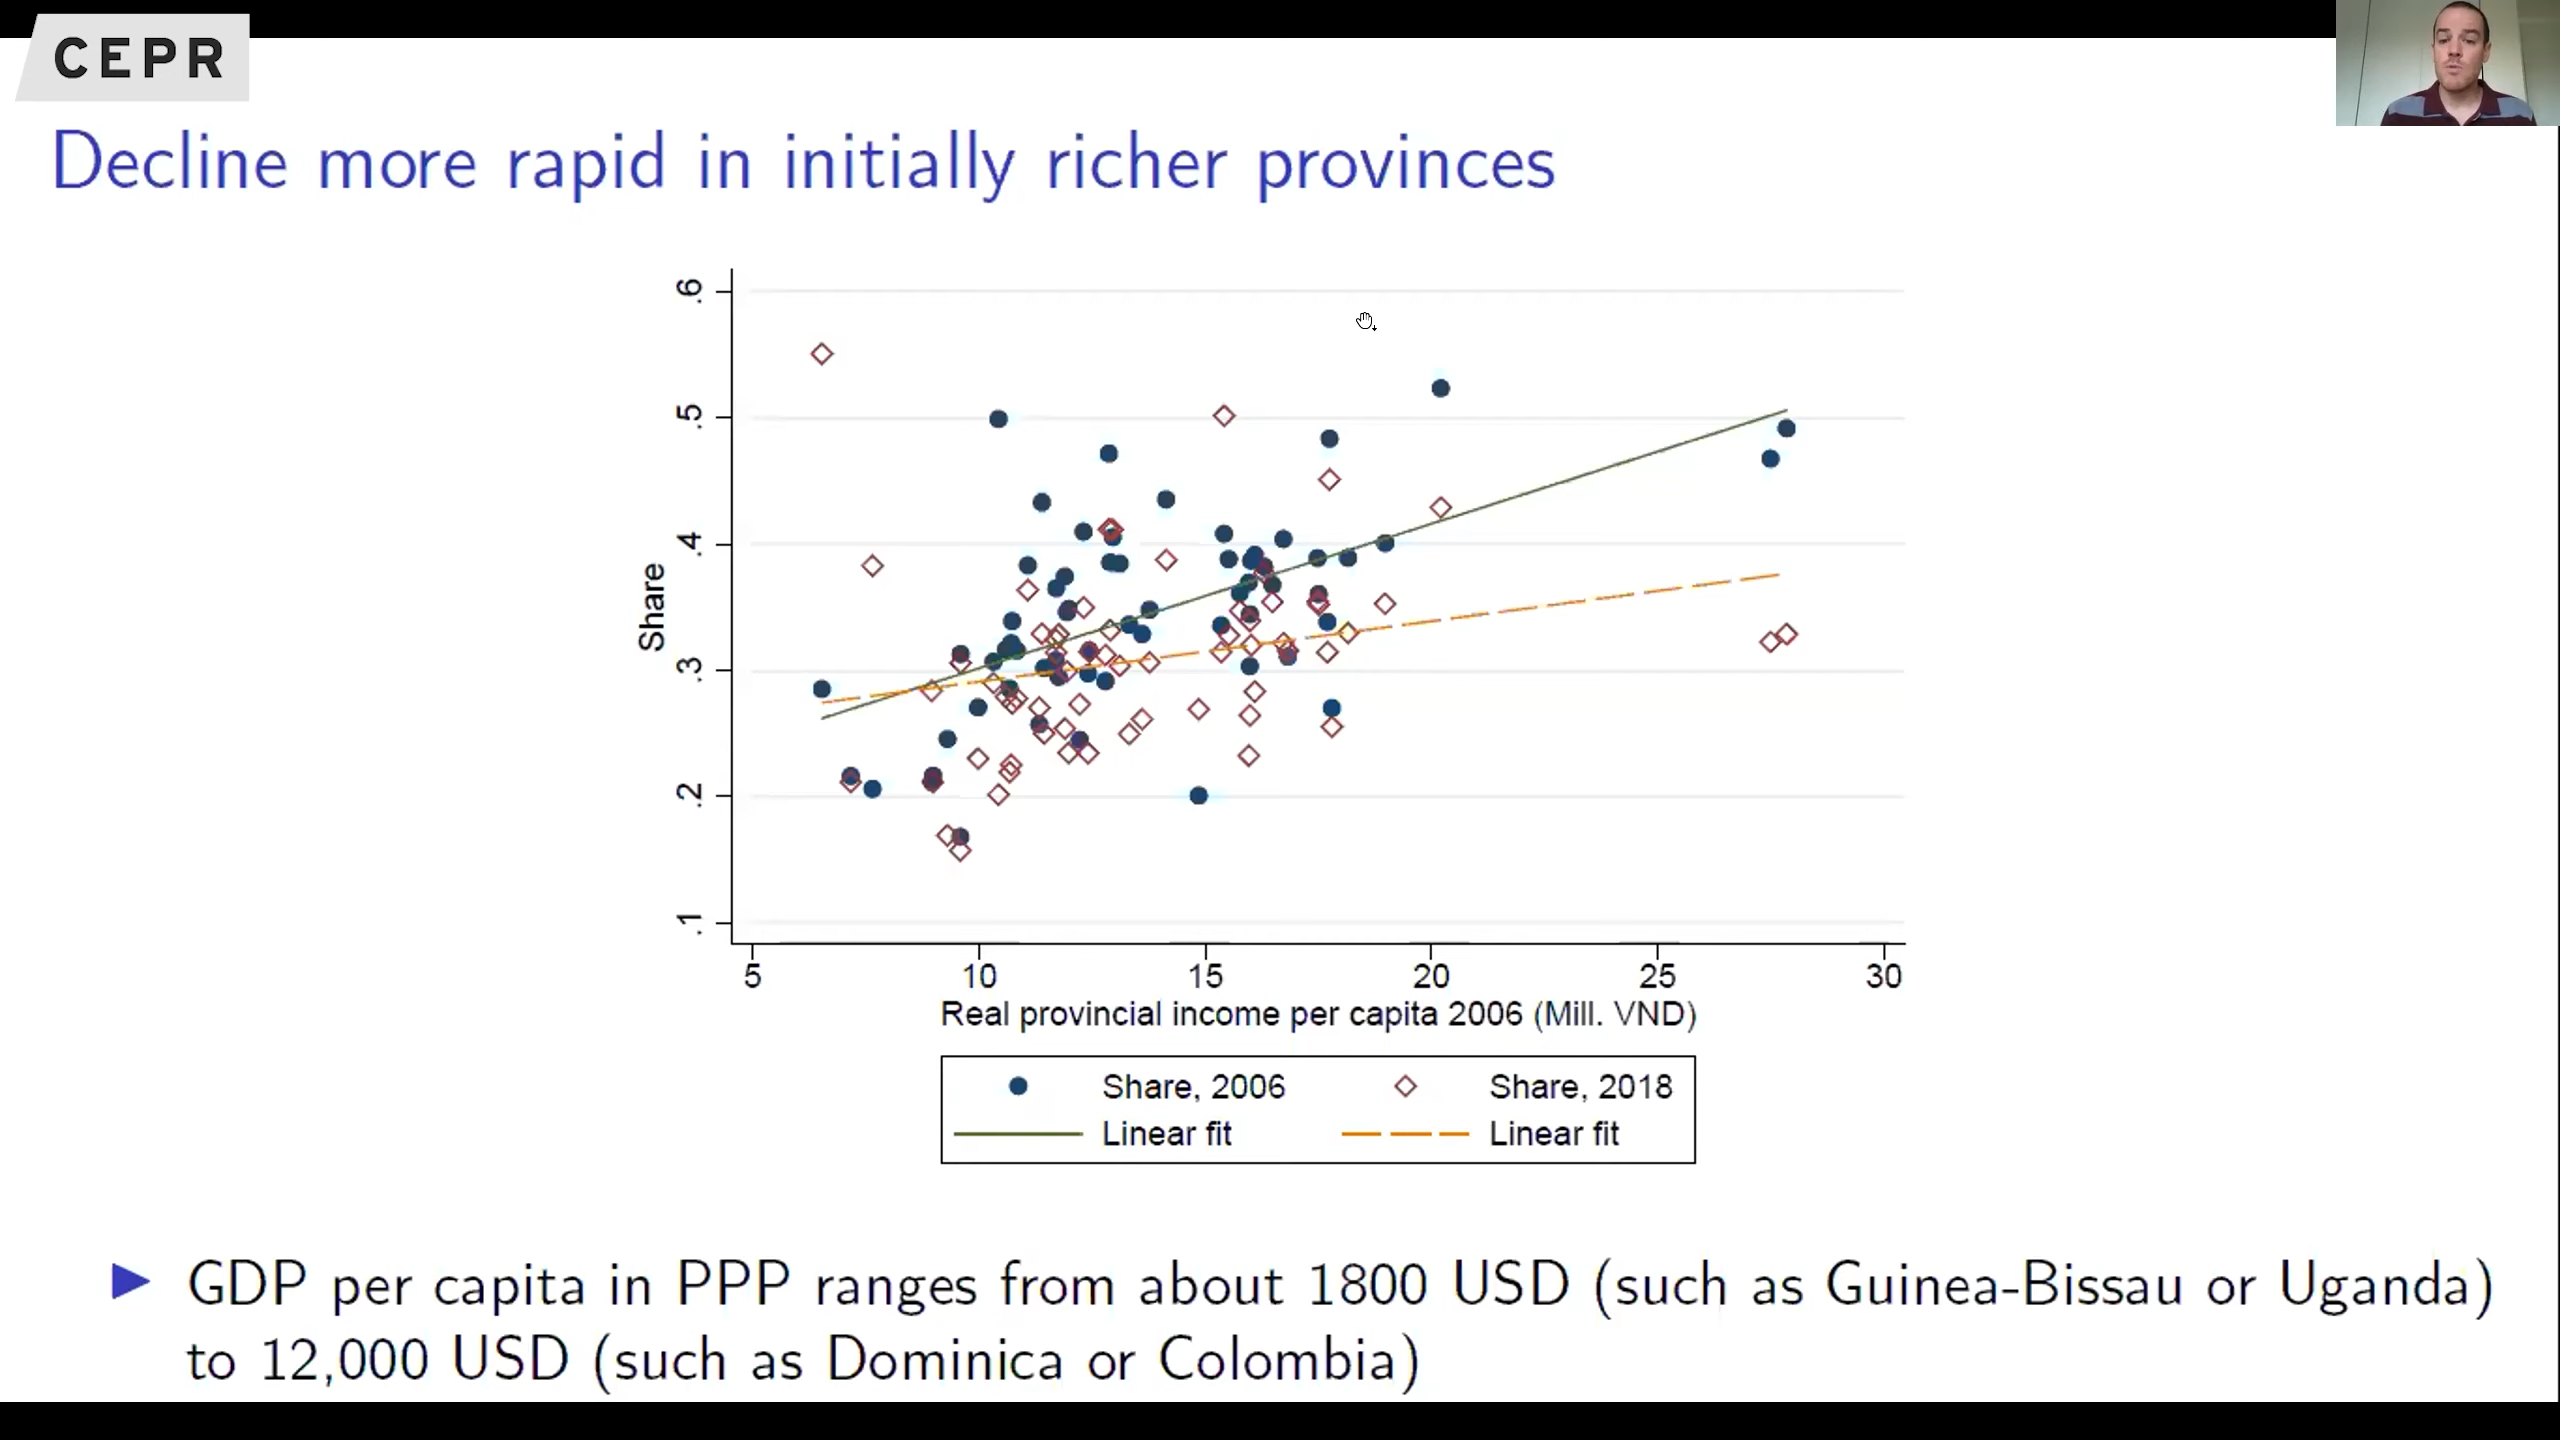 CEPR
Decline more rapid in initially richer provinces
.6
.5
.4
.3
.2
.1
Share
5 10 15 20 25 30
Real provincial income per capita 2006 (Mill. VND)
Share, 2006 Share, 2018
Linear fit Linear fit
GDP per capita in PPP ranges from about 1800 USD (such as Guinea-Bissau or Uganda)
to 12,000 USD (such as Dominica or Colombia)